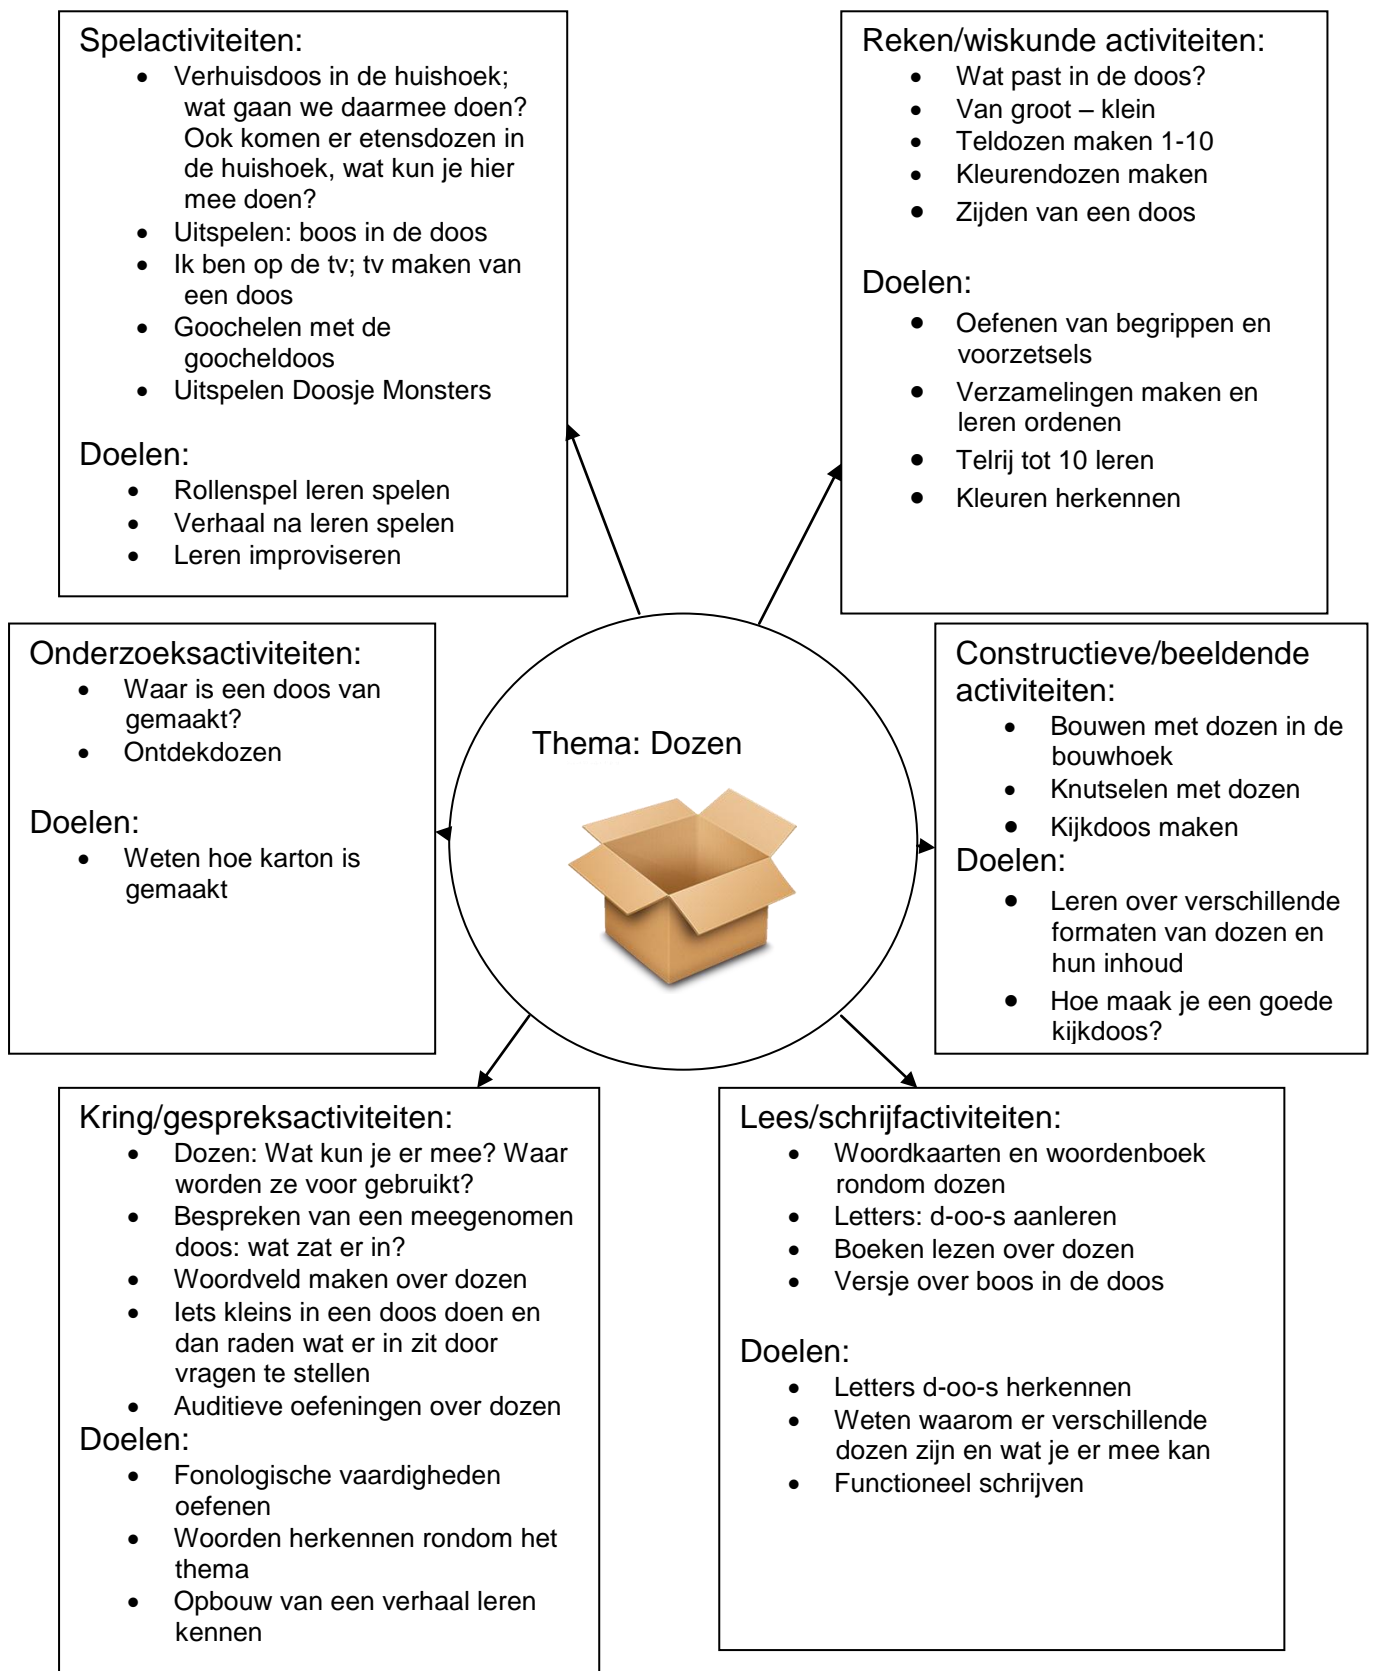 Spelactiviteiten:
• Verhuisdoos in de huishoek;
wat gaan we daarmee doen?
Ook komen er etensdozen in
de huishoek, wat kun je hier
mee doen?
• Uitspelen: boos in de doos
• Ik ben op de tv; tv maken van
een doos
• Goochelen met de
goocheldoos
• Uitspelen Doosje Monsters
Doelen:
• Rollenspel leren spelen
• Verhaal na leren spelen
• Leren improviseren
Reken/wiskunde activiteiten:
• Wat past in de doos?
• Van groot – klein
• Teldozen maken 1-10
• Kleurendozen maken
• Zijden van een doos
Doelen:
• Oefenen van begrippen en
voorzetsels
• Verzamelingen maken en
leren ordenen
• Telrij tot 10 leren
• Kleuren herkennen
Onderzoeksactiviteiten:
• Waar is een doos van
gemaakt?
• Ontdekdozen
Doelen:
• Weten hoe karton is
gemaakt
Thema: Dozen
Constructieve/beeldende
activiteiten:
• Bouwen met dozen in de
bouwhoek
• Knutselen met dozen
• Kijkdoos maken
Doelen:
• Leren over verschillende
formaten van dozen en
hun inhoud
• Hoe maak je een goede
kijkdoos?
Kring/gespreksactiviteiten:
• Dozen: Wat kun je er mee? Waar
worden ze voor gebruikt?
• Bespreken van een meegenomen
doos: wat zat er in?
• Woordveld maken over dozen
• Iets kleins in een doos doen en
dan raden wat er in zit door
vragen te stellen
• Auditieve oefeningen over dozen
Doelen:
• Fonologische vaardigheden
oefenen
• Woorden herkennen rondom het
thema
• Opbouw van een verhaal leren
kennen
Lees/schrijfactiviteiten:
• Woordkaarten en woordenboek
rondom dozen
• Letters: d-oo-s aanleren
• Boeken lezen over dozen
• Versje over boos in de doos
Doelen:
• Letters d-oo-s herkennen
• Weten waarom er verschillende
dozen zijn en wat je er mee kan
• Functioneel schrijven